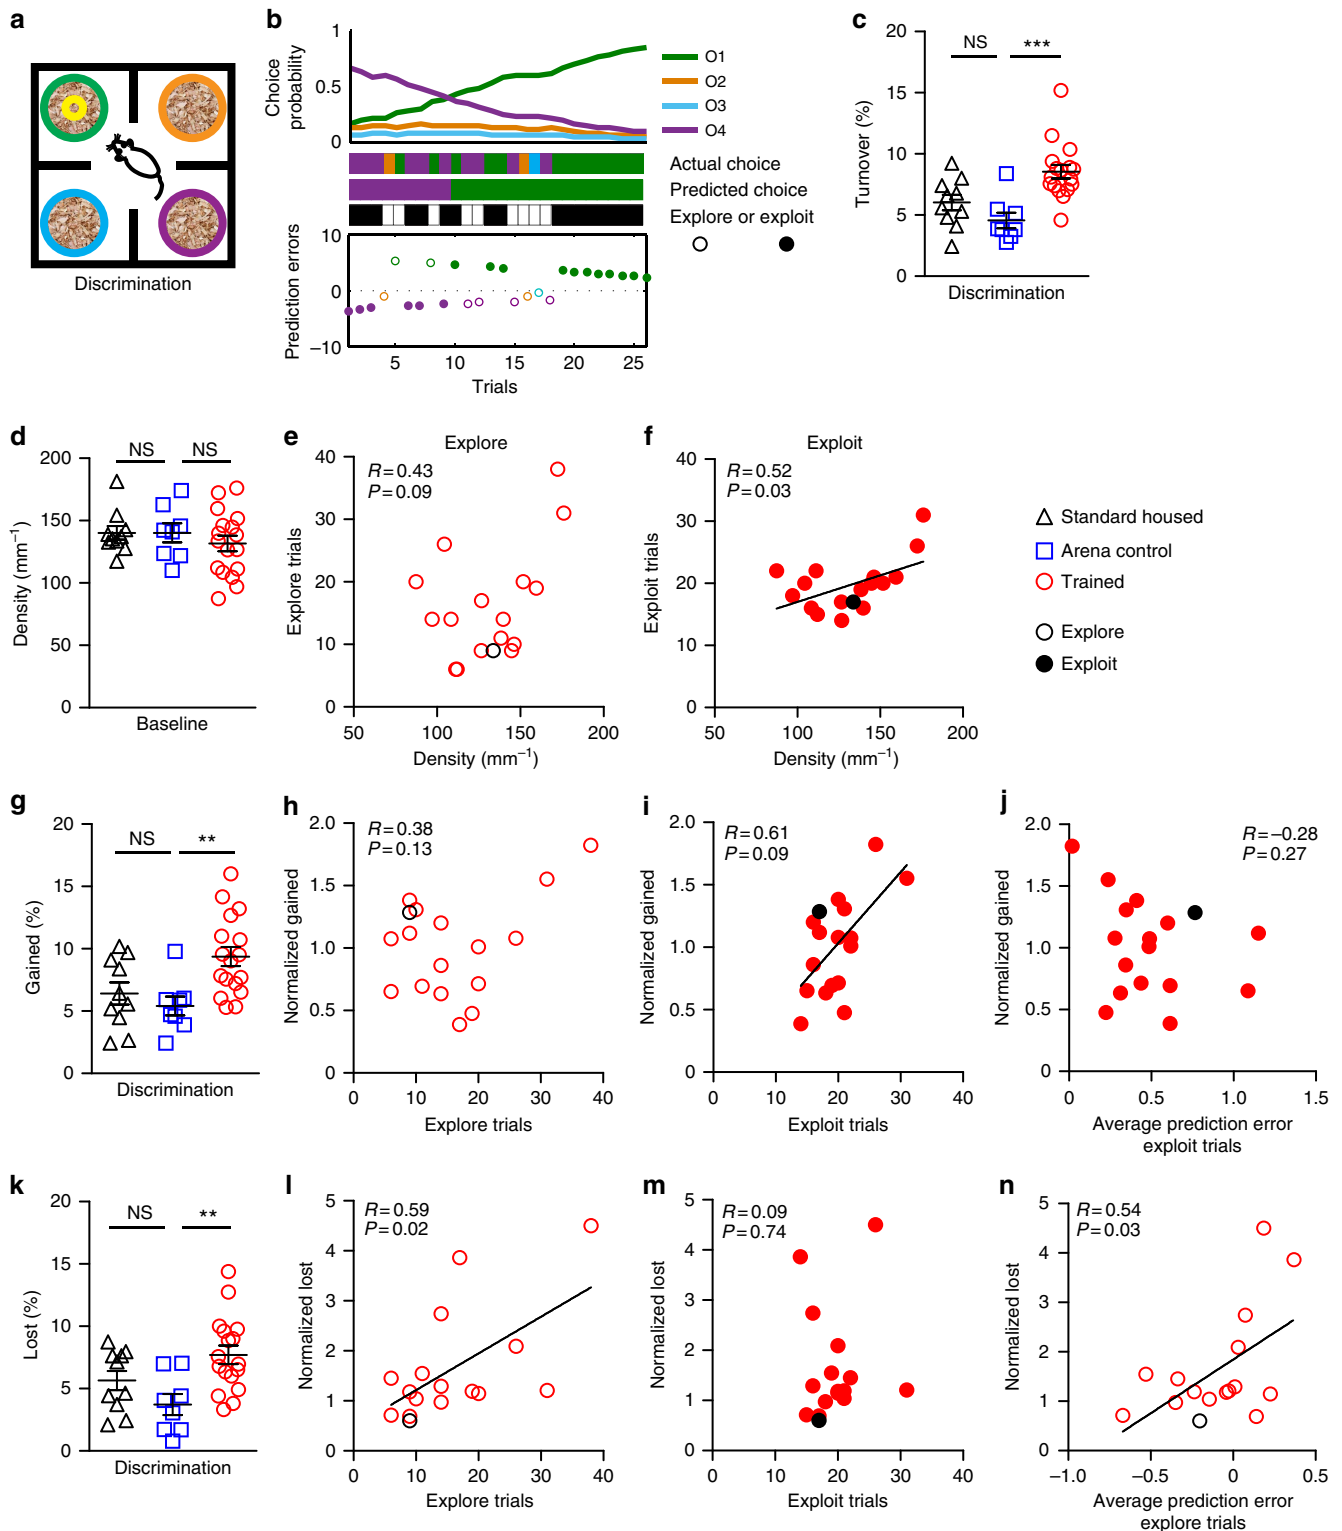 a
Discrimination
b
1
0.5
0
Choice
probability
O1
O2
O3
O4
Actual choice
Predicted choice
Explore or exploit
10
0
−10
Prediction errors
5
10
15
20
25
Trials
c
20
15
10
5
0
Turnover (%)
NS
***
Discrimination
d
200
150
100
50
0
Density (mm−1)
NS
NS
Baseline
e
Explore
R=0.43
P=0.09
40
30
20
10
0
Explore trials
50
100
150
200
Density (mm−1)
f
Exploit
R=0.52
P=0.03
40
30
20
10
0
Exploit trials
50
100
150
200
Density (mm−1)
Standard housed
Arena control
Trained
Explore
Exploit
g
20
15
10
5
0
Gained (%)
NS
**
Discrimination
h
R=0.38
P=0.13
2.0
1.5
1.0
0.5
0
Normalized gained
0
10
20
30
40
Explore trials
i
R=0.61
P=0.09
2.0
1.5
1.0
0.5
0
Normalized gained
0
10
20
30
40
Exploit trials
j
R=−0.28
P=0.27
2.0
1.5
1.0
0.5
0
Normalized gained
0
0.5
1.0
1.5
Average prediction error
exploit trials
k
20
15
10
5
0
Lost (%)
NS
**
Discrimination
l
R=0.59
P=0.02
5
4
3
2
1
0
Normalized lost
0
10
20
30
40
Explore trials
m
R=0.09
P=0.74
5
4
3
2
1
0
Normalized lost
0
10
20
30
40
Exploit trials
n
R=0.54
P=0.03
5
4
3
2
1
0
Normalized lost
−1.0
−0.5
0
0.5
Average prediction error
explore trials